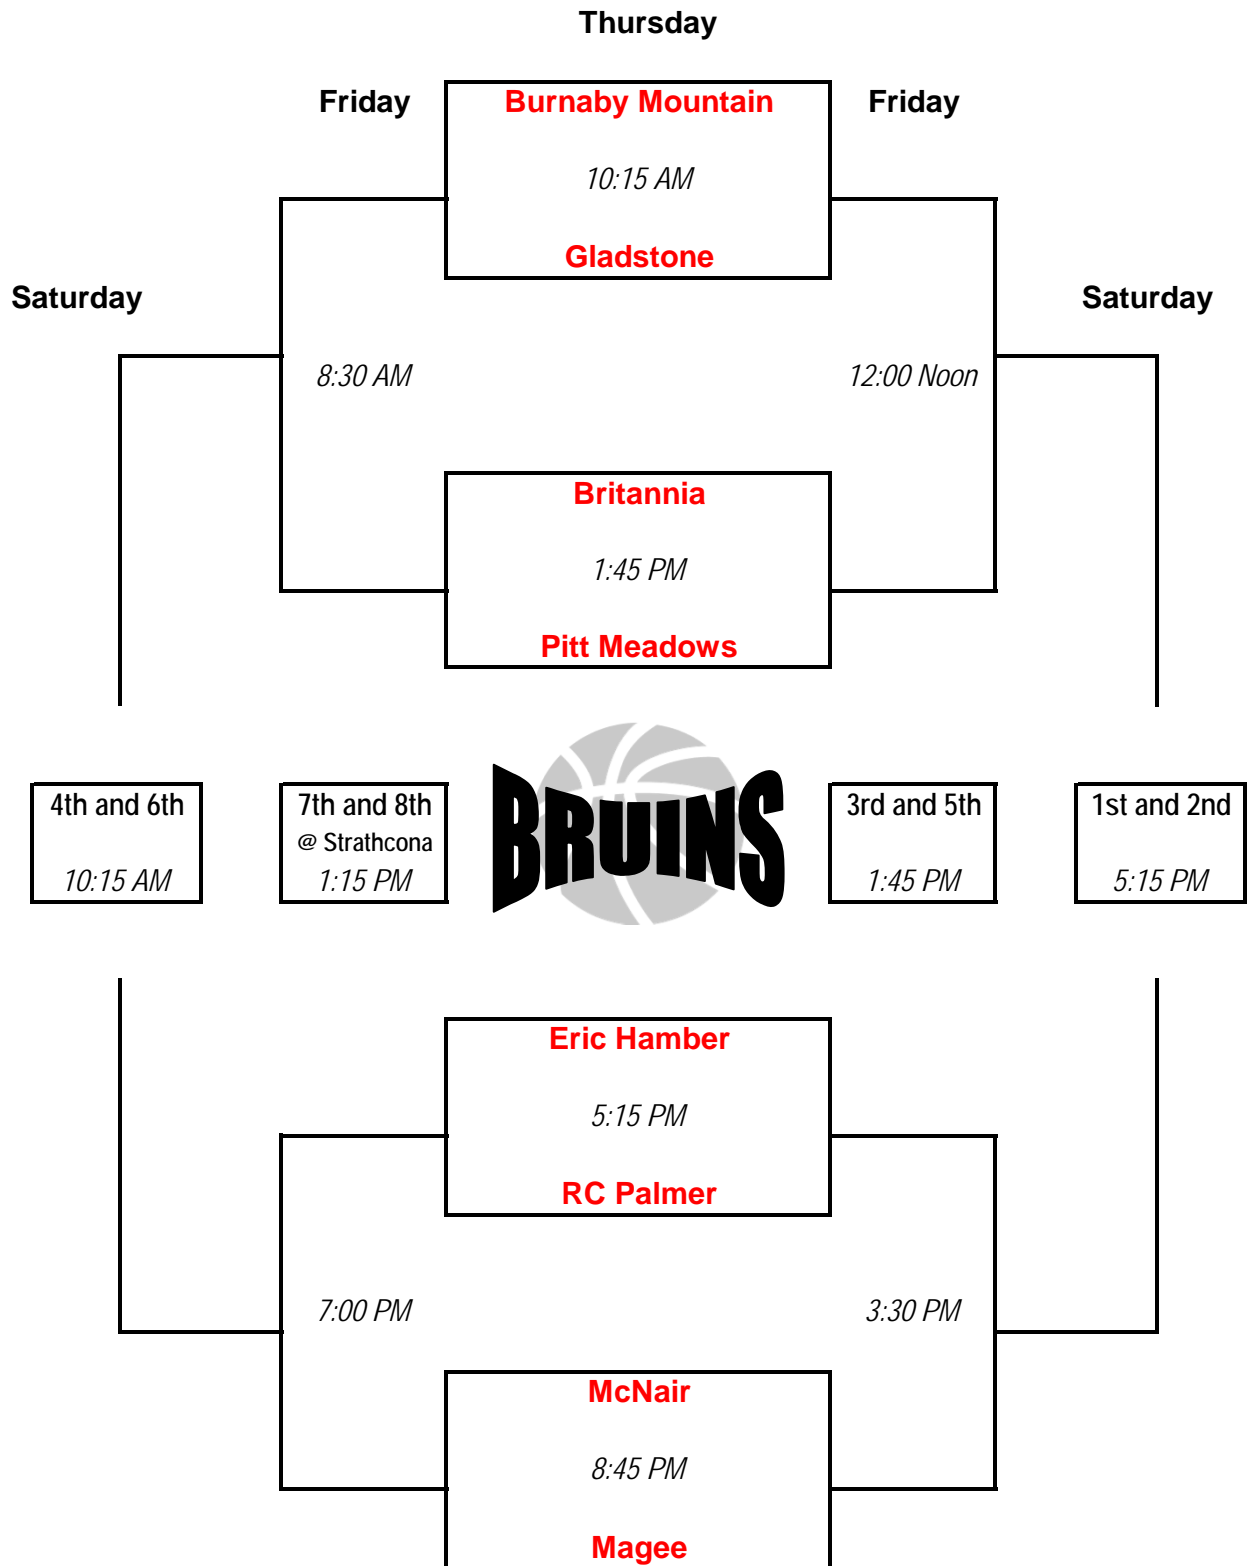 Thursday
Friday Burnaby Mountain Friday
10:15 AM
Gladstone
Saturday Saturday
8:30 AM 12:00 Noon
Britannia
1:45 PM
Pitt Meadows
4th and 6th 7th and 8th BRUINS 3rd and 5th 1st and 2nd
@ Strathcona
10:15 AM 1:15 PM 1:45 PM 5:15 PM
Eric Hamber
5:15 PM
RC Palmer
7:00 PM 3:30 PM
McNair
8:45 PM
Magee